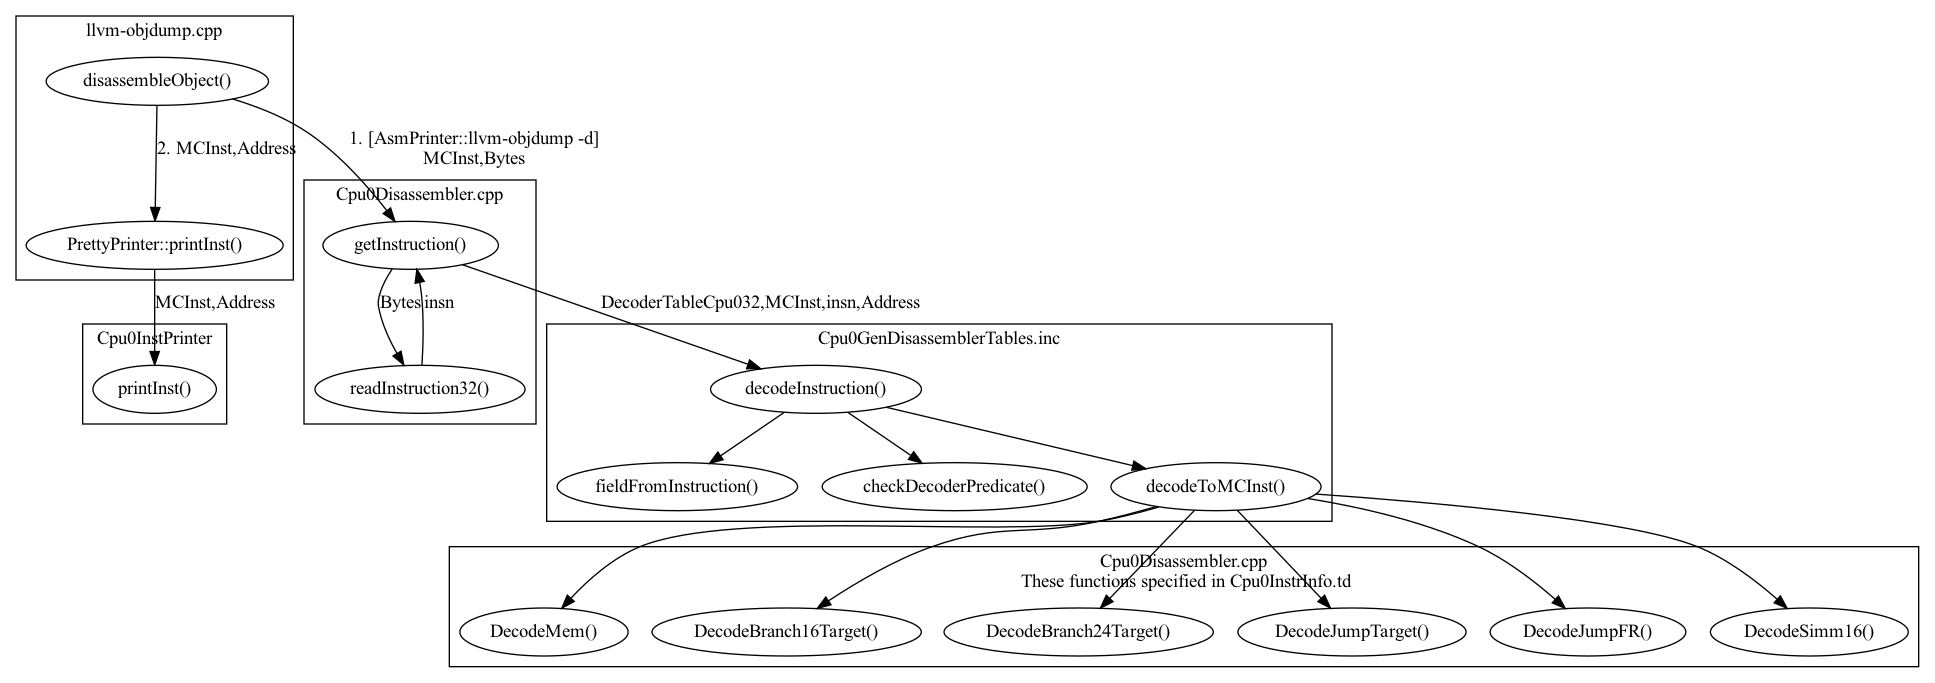 llvm-objdump.cpp
disassembleObject()
1. [AsmPrinter::llvm-objdump -d]
MCInst,Bytes
2. MCInst,Address
Cpu0Disassembler.cpp
PrettyPrinter::printInst()
getInstruction()
MCInst,Address
Bytes
insn
DecoderTableCpu032,MCInst,insn,Address
Cpu0InstPrinter
Cpu0GenDisassemblerTables.inc
printInst()
readInstruction32()
decodeInstruction()
fieldFromInstruction()
checkDecoderPredicate()
decodeToMCInst()
Cpu0Disassembler.cpp
These functions specified in Cpu0InstrInfo.td
DecodeMem()
DecodeBranch16Target()
DecodeBranch24Target()
DecodeJumpTarget()
DecodeJumpFR()
DecodeSimm16()